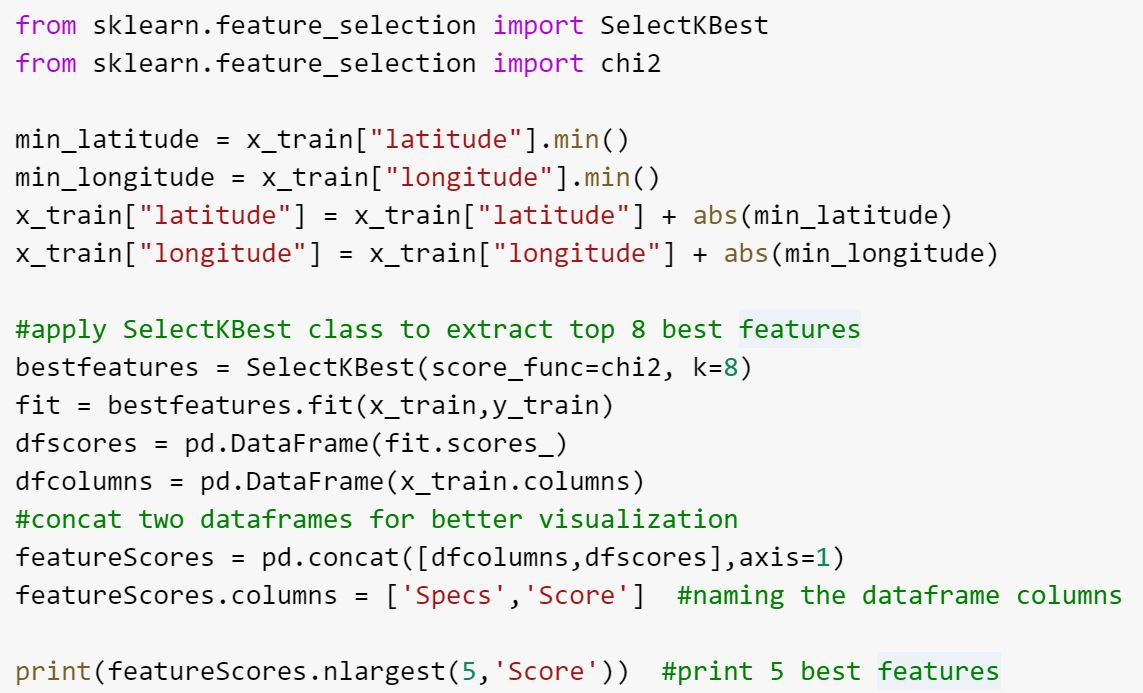 from sklearn.feature_selection import SelectKBest
from sklearn.feature_selection import chi2
min_latitude = x_train["latitude"].min()
min_longitude = x_train["longitude"].min()
x_train["latitude"] = x_train["latitude"] + abs(min_latitude)
x_train["longitude"] = x_train["longitude"] + abs(min_longitude)
#apply SelectKBest class to extract top 8 best features
bestfeatures = SelectKBest(score_func=chi2, k=8)
fit = bestfeatures.fit(x_train,y_train)
dfscores = pd.DataFrame(fit.scores_)
dfcolumns = pd.DataFrame(x_train.columns)
#concat two dataframes for better visualization
featureScores = pd.concat([dfcolumns,dfscores],axis=1)
featureScores.columns = ['Specs','Score']  #naming the dataframe columns
print(featureScores.nlargest(5,'Score'))  #print 5 best features